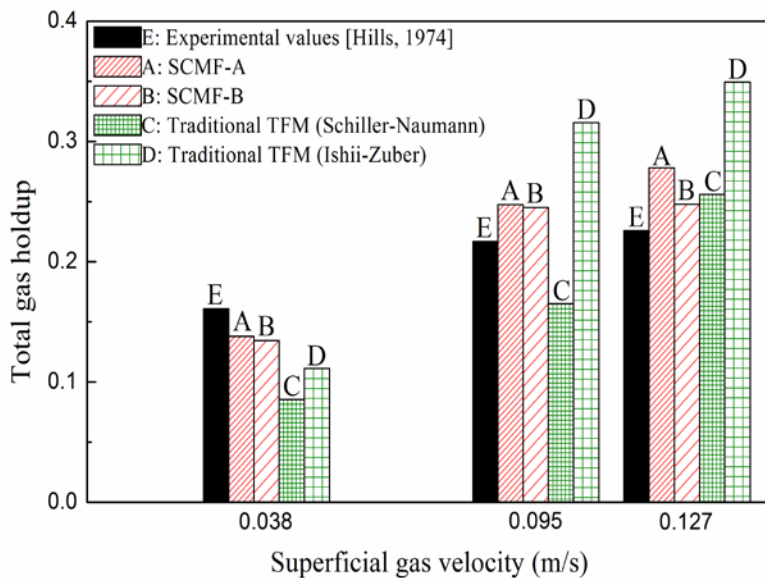 0.4
E: Experimental values [Hills, 1974]
A: SCMF-A
B: SCMF-B
C: Traditional TFM (Schiller-Naumann)
D: Traditional TFM (Ishii-Zuber)
0.3
0.2
0.1
0.0
Total gas holdup
E
A
B
C
D
E
A
B
C
D
E
A
B
C
D
0.038
0.095
0.127
Superficial gas velocity (m/s)